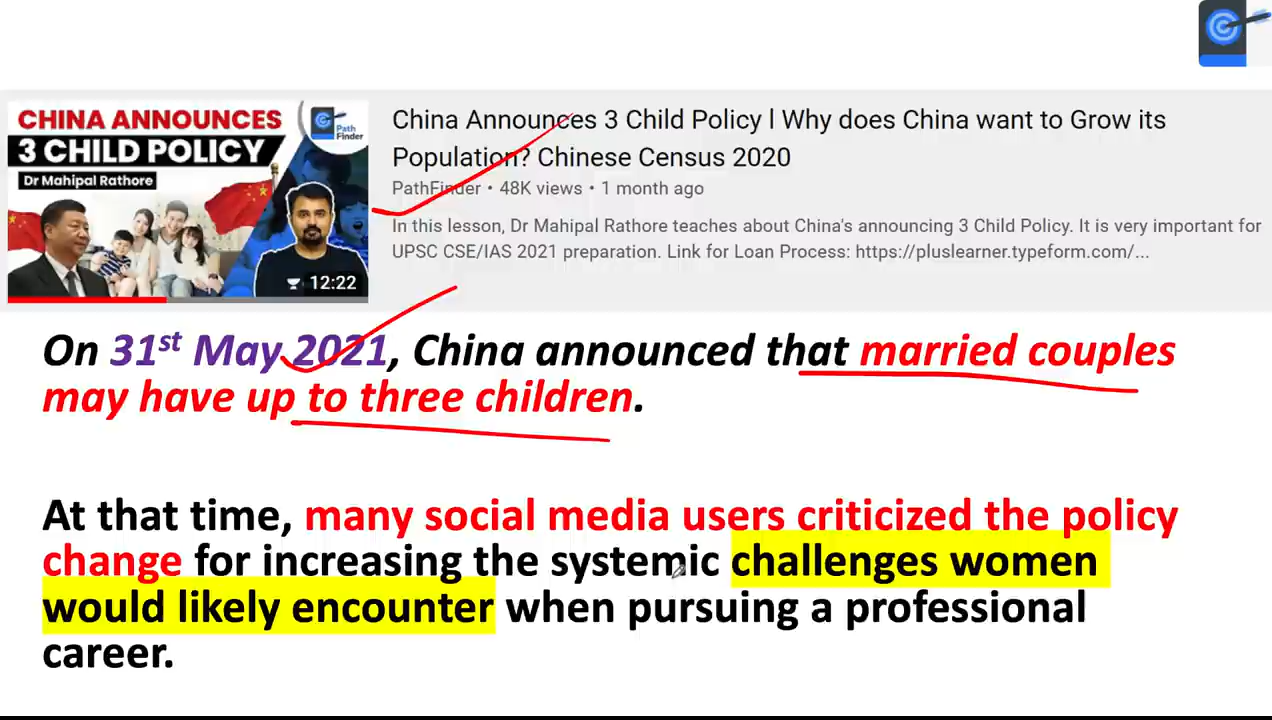 CHINA ANNOUNCES
3 CHILD POLICY
Dr Mahipal Rathore
Path
Finder
12:22
China Announces 3 Child Policy l Why does China want to Grow its
Population? Chinese Census 2020
PathFinder • 48K views • 1 month ago
In this lesson, Dr Mahipal Rathore teaches about China's announcing 3 Child Policy. It is very important for
UPSC CSE/IAS 2021 preparation. Link for Loan Process: https://pluslearner.typeform.com/...
On 31st May 2021, China announced that married couples
may have up to three children.
At that time, many social media users criticized the policy
change for increasing the systemic challenges women
would likely encounter when pursuing a professional
career.